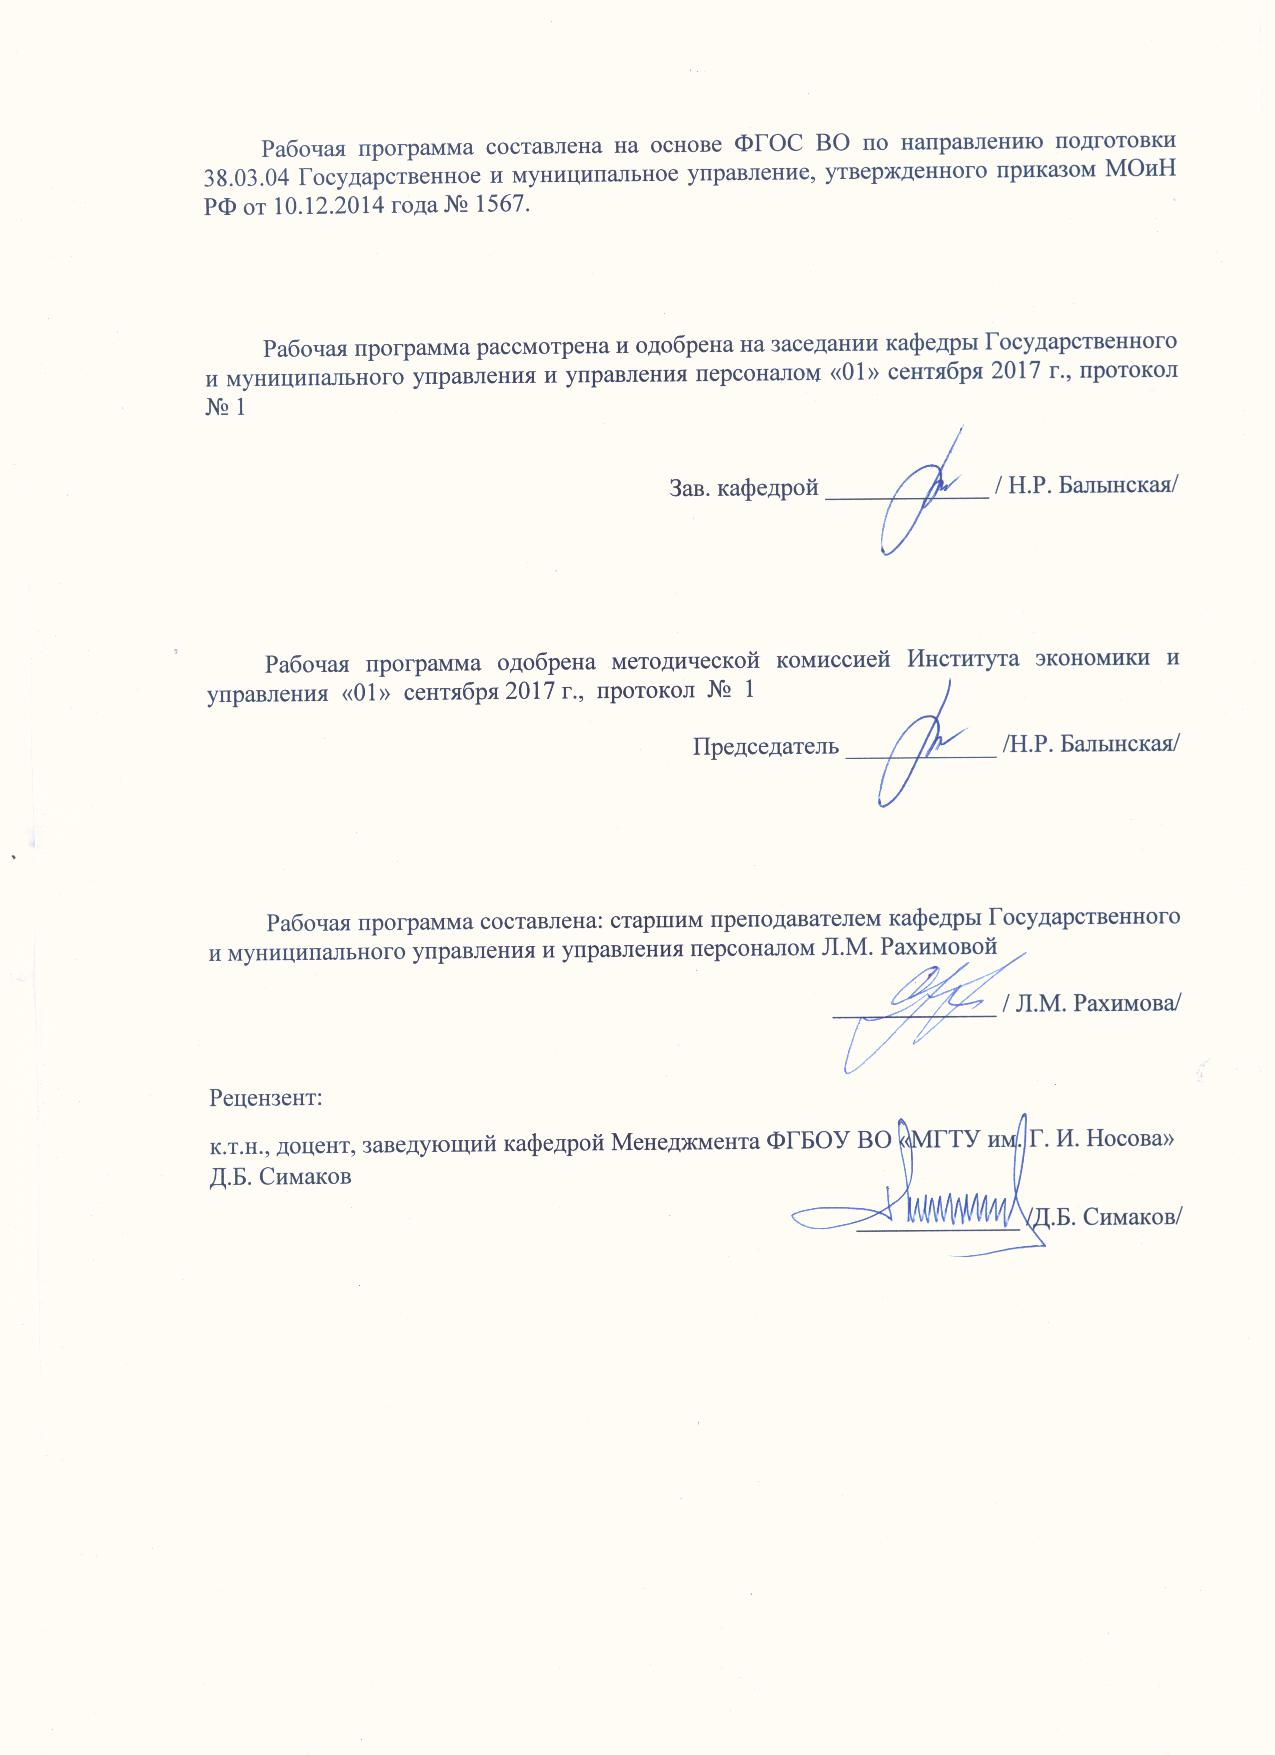 Рабочая программа составлена на основе ФГОС ВО по направлению подготовки
38.03.04 Государственное и муниципальное управление, утвержденного приказом МОиН
РФ от 10.12.2014 года № 1567.
Рабочая программа рассмотрена и одобрена на заседании кафедры Государственного
и муниципального управления и управления персоналом «01» сентября 2017 г., протокол
№ 1
Зав. кафедрой _____________ / Н.Р. Балынская/
Рабочая программа одобрена методической комиссией Института экономики и
управления «01» сентября 2017 г., протокол № 1
Председатель ____________ /Н.Р. Балынская/
Рабочая программа составлена: старшим преподавателем кафедры Государственного
и муниципального управления и управления персоналом Л.М. Рахимовой
_____________ / Л.М. Рахимова/
Рецензент:
к.т.н., доцент, заведующий кафедрой Менеджмента ФГБОУ ВО «МГТУ им. Г. И. Носова»
Д.Б. Симаков
_____________ /Д.Б. Симаков/